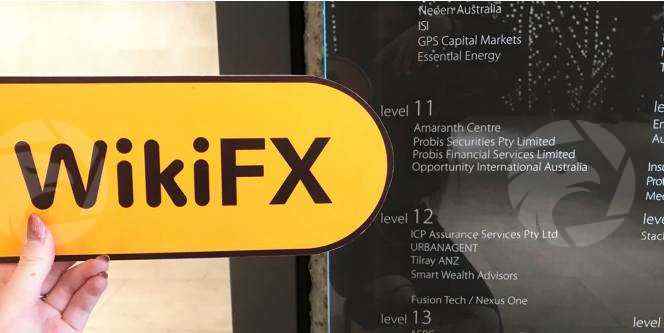 WikiFX
Neoen Australia
ISI
GPS Capital Markets
Essential Energy
level 11
Amaranth Centre
Probis Securities Pty Limited
Probis Financial Services Limited
Opportunity International Australia
level 12
ICP Assurance Services Pty Ltd
URBANAGENT
Tilray ANZ
Smart Wealth Advisors
Fusion Tech / Nexus One
level 13
level